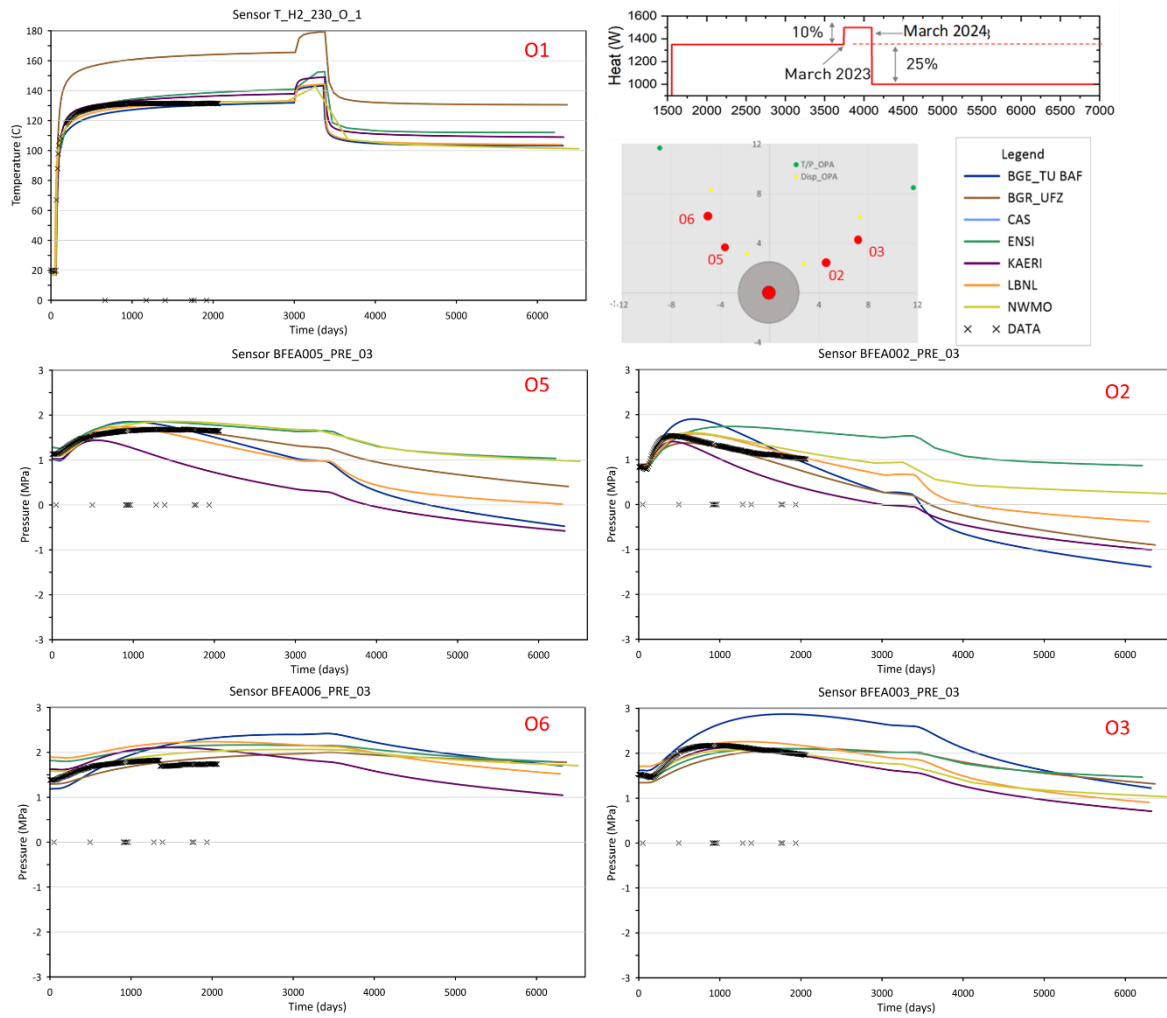 Sensor T_H2_230_O_1
O1
Temperature (C)
180
160
140
120
100
80
60
40
20
0
0 1000 2000 3000 4000 5000 6000
Time (days)
Heat (W)
1600
1400
1200
1000
10%
March 2024
March 2023
25%
1500 2000 2500 3000 3500 4000 4500 5000 5500 6000 6500 7000
12
T/P_OPA
Disp_OPA
8
06
03
05
4
02
-12 -8 -4 4 8 12
-4
Legend
BGE_TU BAF
BGR_UFZ
CAS
ENSI
KAERI
LBNL
NWMO
DATA
Sensor BFEA005_PRE_03
O5
Pressure (MPa)
3
2
1
0
-1
-2
-3
0 1000 2000 3000 4000 5000 6000
Time (days)
Sensor BFEA002_PRE_03
O2
Pressure (MPa)
3
2
1
0
-1
-2
-3
0 1000 2000 3000 4000 5000 6000
Time (days)
Sensor BFEA006_PRE_03
O6
Pressure (MPa)
3
2
1
0
-1
-2
-3
0 1000 2000 3000 4000 5000 6000
Time (days)
Sensor BFEA003_PRE_03
O3
Pressure (MPa)
3
2
1
0
-1
-2
-3
0 1000 2000 3000 4000 5000 6000
Time (days)